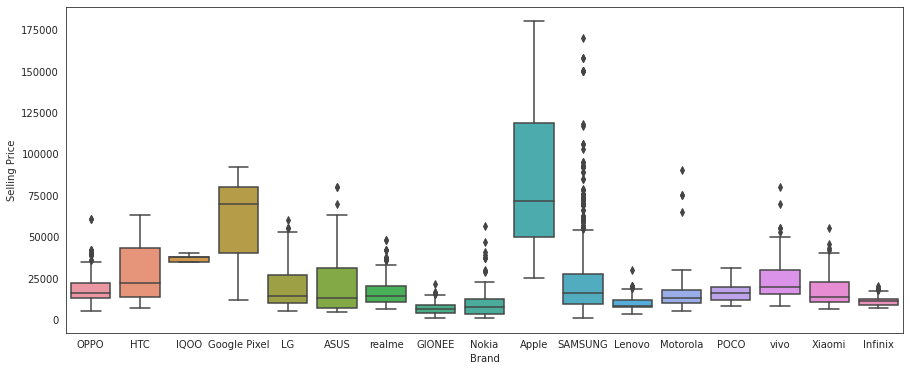 175000
150000
125000
100000
75000
50000
25000
0
Selling Price
OPPO HTC IQOO Google Pixel LG ASUS realme GIONEE Nokia Apple SAMSUNG Lenovo Motorola POCO vivo Xiaomi Infinix
Brand